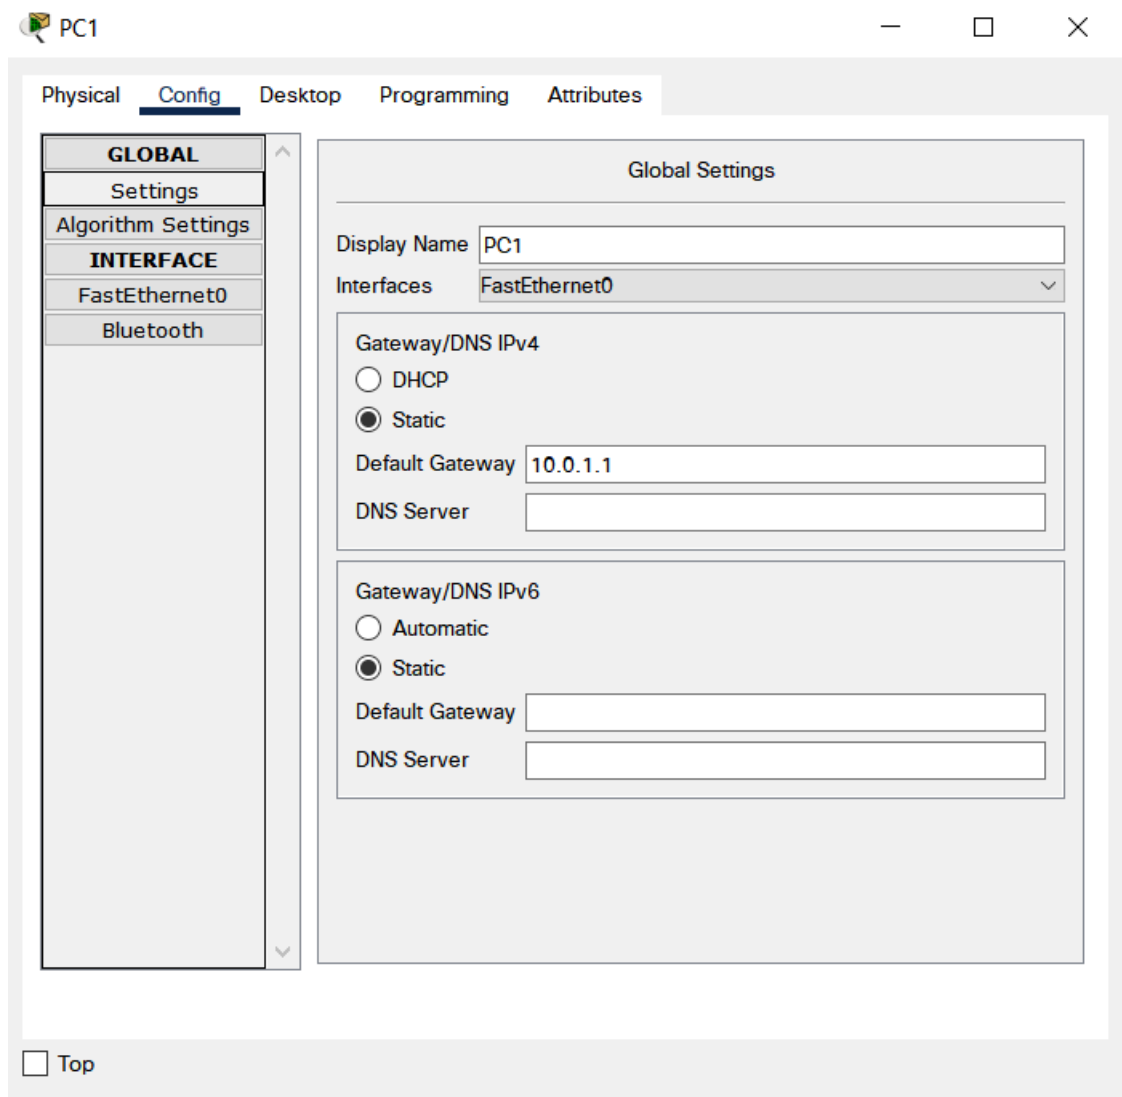 PC1
Physical Config Desktop Programming Attributes
GLOBAL
Settings
Algorithm Settings
INTERFACE
FastEthernet0
Bluetooth
Global Settings
Display Name PC1
Interfaces FastEthernet0
Gateway/DNS IPv4
DHCP
Static
Default Gateway 10.0.1.1
DNS Server
Gateway/DNS IPv6
Automatic
Static
Default Gateway
DNS Server
Top